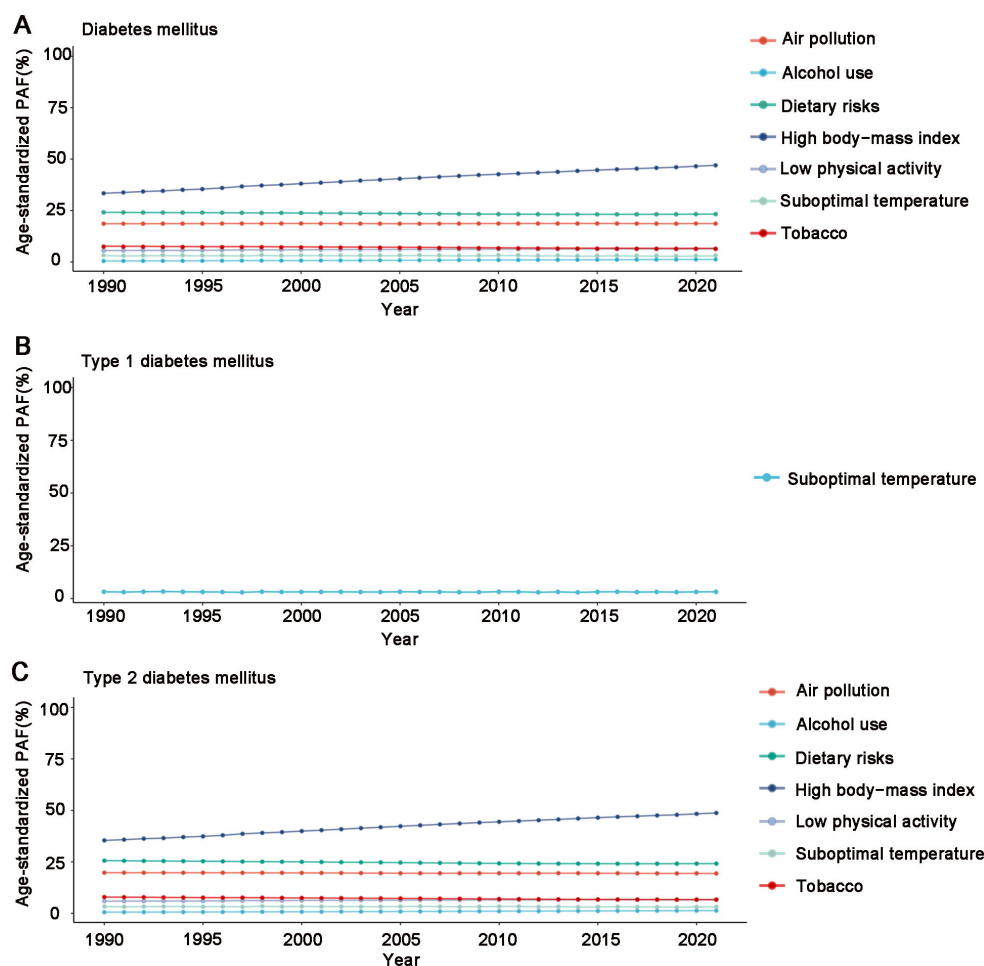 A
Diabetes mellitus
Age-standardized PAF(%)
100
75
50
25
0
1990 1995 2000 2005 2010 2015 2020
Year
Air pollution
Alcohol use
Dietary risks
High body-mass index
Low physical activity
Suboptimal temperature
Tobacco
B
Type 1 diabetes mellitus
Age-standardized PAF(%)
100
75
50
25
0
1990 1995 2000 2005 2010 2015 2020
Year
Suboptimal temperature
C
Type 2 diabetes mellitus
Age-standardized PAF(%)
100
75
50
25
0
1990 1995 2000 2005 2010 2015 2020
Year
Air pollution
Alcohol use
Dietary risks
High body-mass index
Low physical activity
Suboptimal temperature
Tobacco